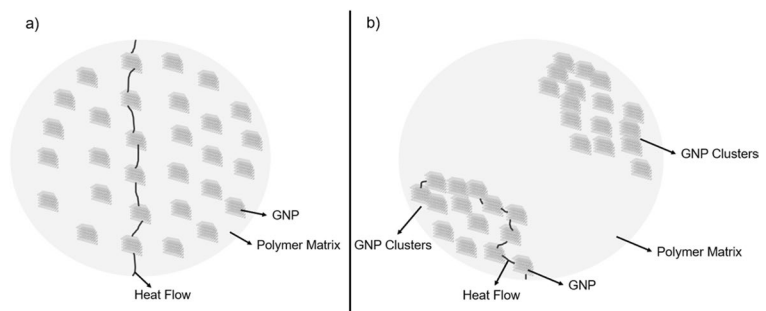 a)
GNP
Polymer Matrix
Heat Flow
b)
GNP Clusters
GNP Clusters
Polymer Matrix
GNP
Heat Flow